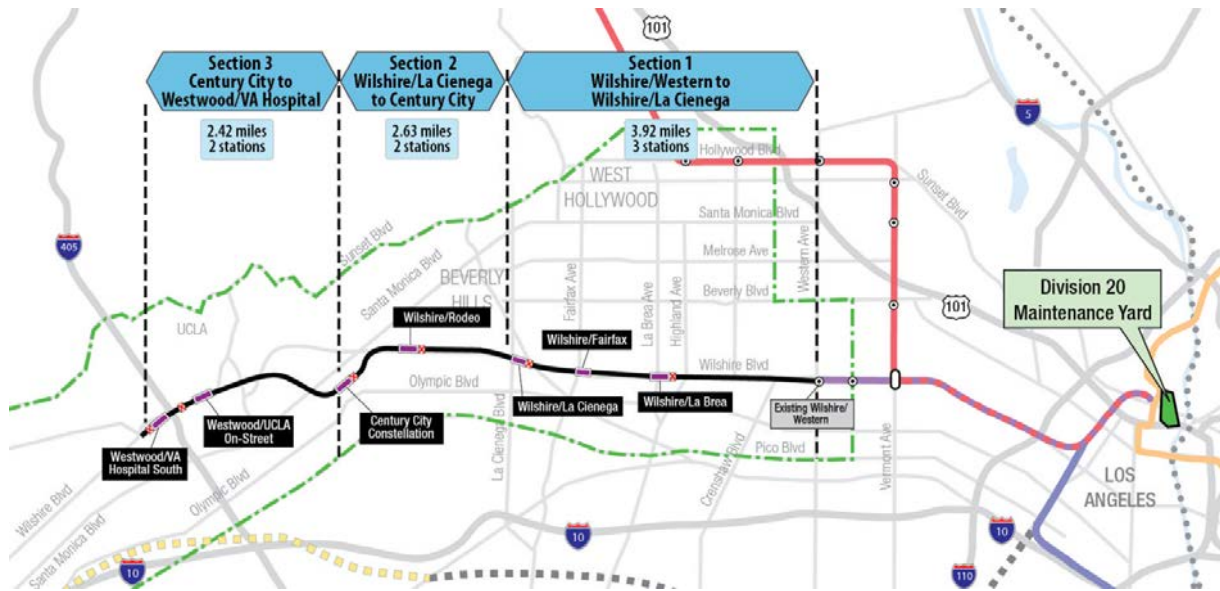 101
Section 3
Century City to
Westwood/VA Hospital
2.42 miles
2 stations
Section 2
Wilshire/La Cienega
to Century City
2.63 miles
2 stations
Section 1
Wilshire/Western to
Wilshire/La Cienega
3.92 miles
3 stations
5
Hollywood Blvd
WEST
HOLLYWOOD
Sunset Blvd
Santa Monica Blvd
Sunset Blvd
405
Santa Monica Blvd
Melrose Ave
Western Ave
BEVERLY
HILLS
Fairfax Ave
La Brea Ave
Highland Ave
Beverly Blvd
101
Division 20
Maintenance Yard
UCLA
Wilshire/Rodeo
Wilshire/Fairfax
Wilshire Blvd
Olympic Blvd
Wilshire/La Cienega
Wilshire/La Brea
Existing Wilshire/
Western
Westwood/UCLA
On-Street
Century City
Constellation
Westwood/VA
Hospital South
La Cienega Blvd
Crenshaw Blvd
Pico Blvd
Vermont Ave
LOS
ANGELES
Wilshire Blvd
Santa Monica Blvd
Olympic Blvd
10
10
10
110